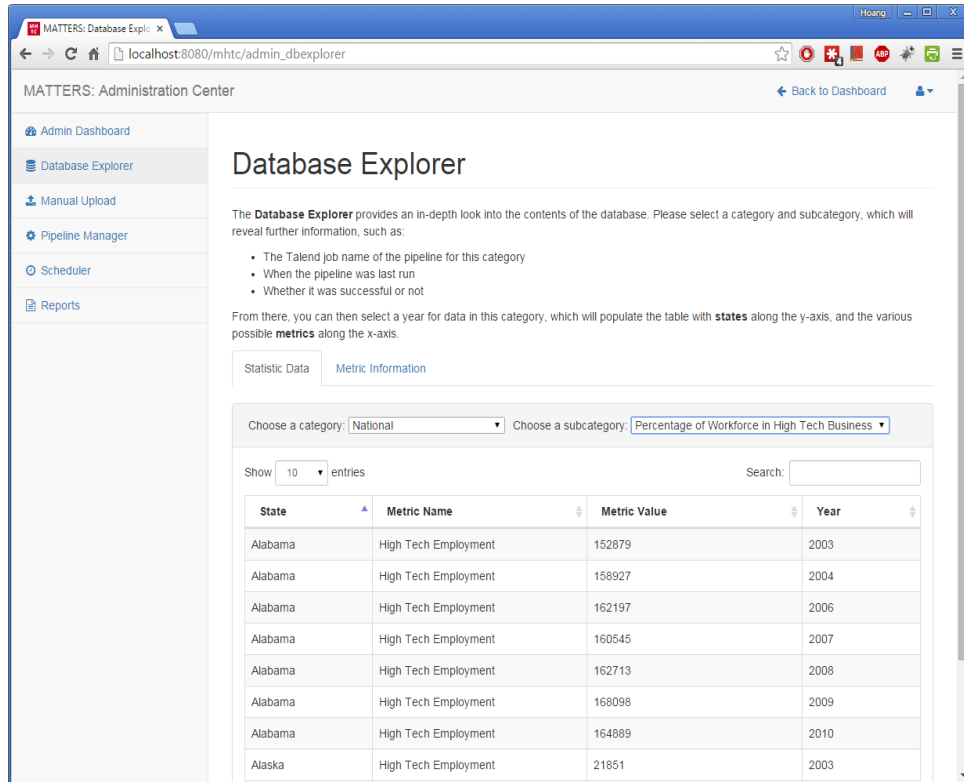 Hoang
MH TC MATTERS: Database Explo
localhost:8080/mhtc/admin_dbexplorer
4
ABP
MATTERS: Administration Center
Back to Dashboard
Admin Dashboard
Database Explorer
Manual Upload
Pipeline Manager
Scheduler
Reports
Database Explorer
The Database Explorer provides an in-depth look into the contents of the database. Please select a category and subcategory, which will
reveal further information, such as:
• The Talend job name of the pipeline for this category
• When the pipeline was last run
• Whether it was successful or not
From there, you can then select a year for data in this category, which will populate the table with states along the y-axis, and the various
possible metrics along the x-axis.
Statistic Data Metric Information
Choose a category: National Choose a subcategory: Percentage of Workforce in High Tech Business
Show 10 entries Search:
State Metric Name Metric Value Year
Alabama High Tech Employment 152879 2003
Alabama High Tech Employment 158927 2004
Alabama High Tech Employment 162197 2006
Alabama High Tech Employment 160545 2007
Alabama High Tech Employment 162713 2008
Alabama High Tech Employment 168098 2009
Alabama High Tech Employment 164889 2010
Alaska High Tech Employment 21851 2003